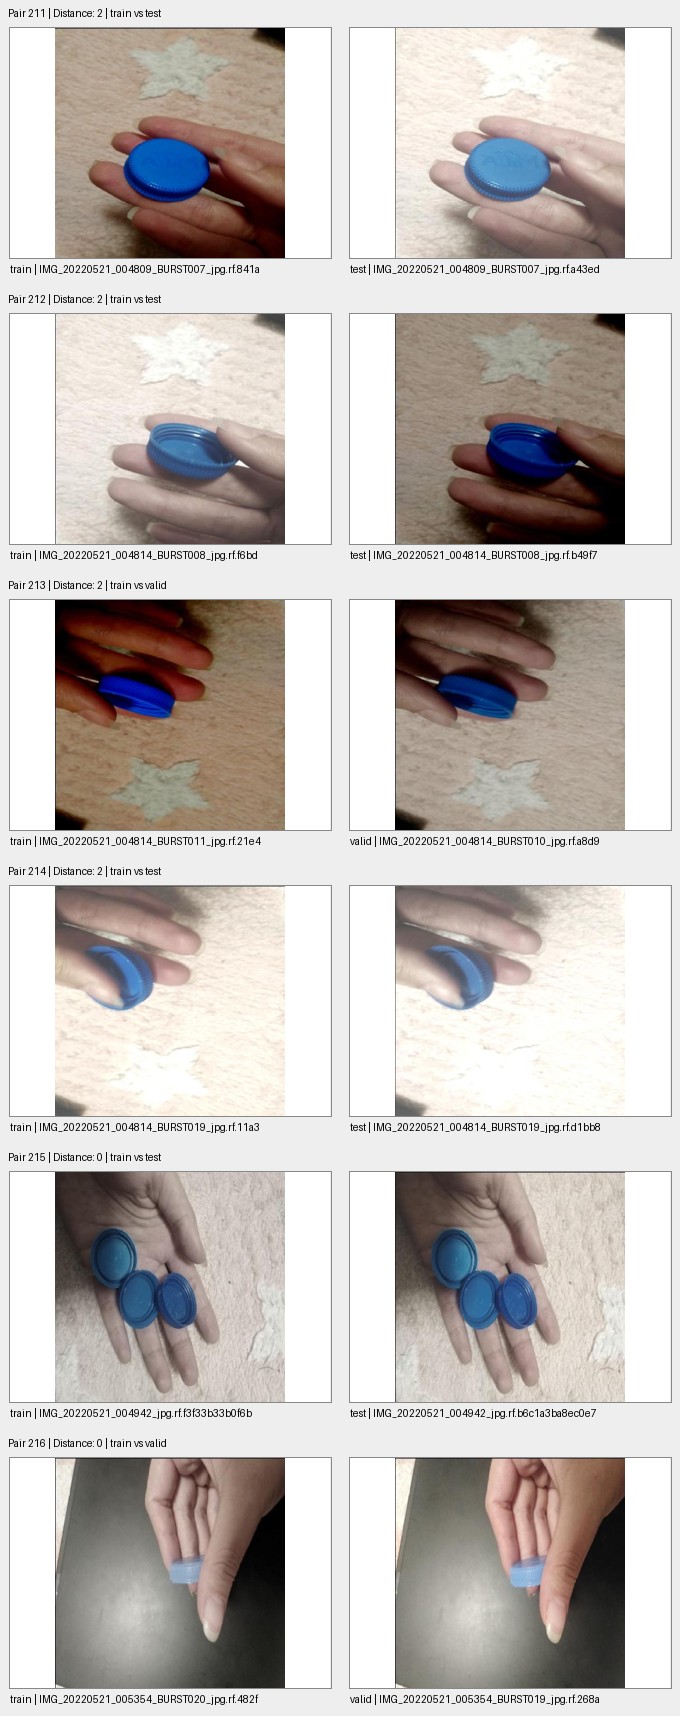 Pair 211 | Distance: 2 | train vs test
train | IMG_20220521_004809_BURST007_jpg.rf.841a
test | IMG_20220521_004809_BURST007_jpg.rf.a43ed
Pair 212 | Distance: 2 | train vs test
train | IMG_20220521_004814_BURST008_jpg.rf.f6bd
test | IMG_20220521_004814_BURST008_jpg.rf.b49f7
Pair 213 | Distance: 2 | train vs valid
train | IMG_20220521_004814_BURST011_jpg.rf.21e4
valid | IMG_20220521_004814_BURST010_jpg.rf.a8d9
Pair 214 | Distance: 2 | train vs test
train | IMG_20220521_004814_BURST019_jpg.rf.11a3
test | IMG_20220521_004814_BURST019_jpg.rf.d1bb8
Pair 215 | Distance: 0 | train vs test
train | IMG_20220521_004942_jpg.rf.f3f33b33b0f6b
test | IMG_20220521_004942_jpg.rf.b6c1a3ba8ec0e7
Pair 216 | Distance: 0 | train vs valid
train | IMG_20220521_005354_BURST020_jpg.rf.482f
valid | IMG_20220521_005354_BURST019_jpg.rf.268a